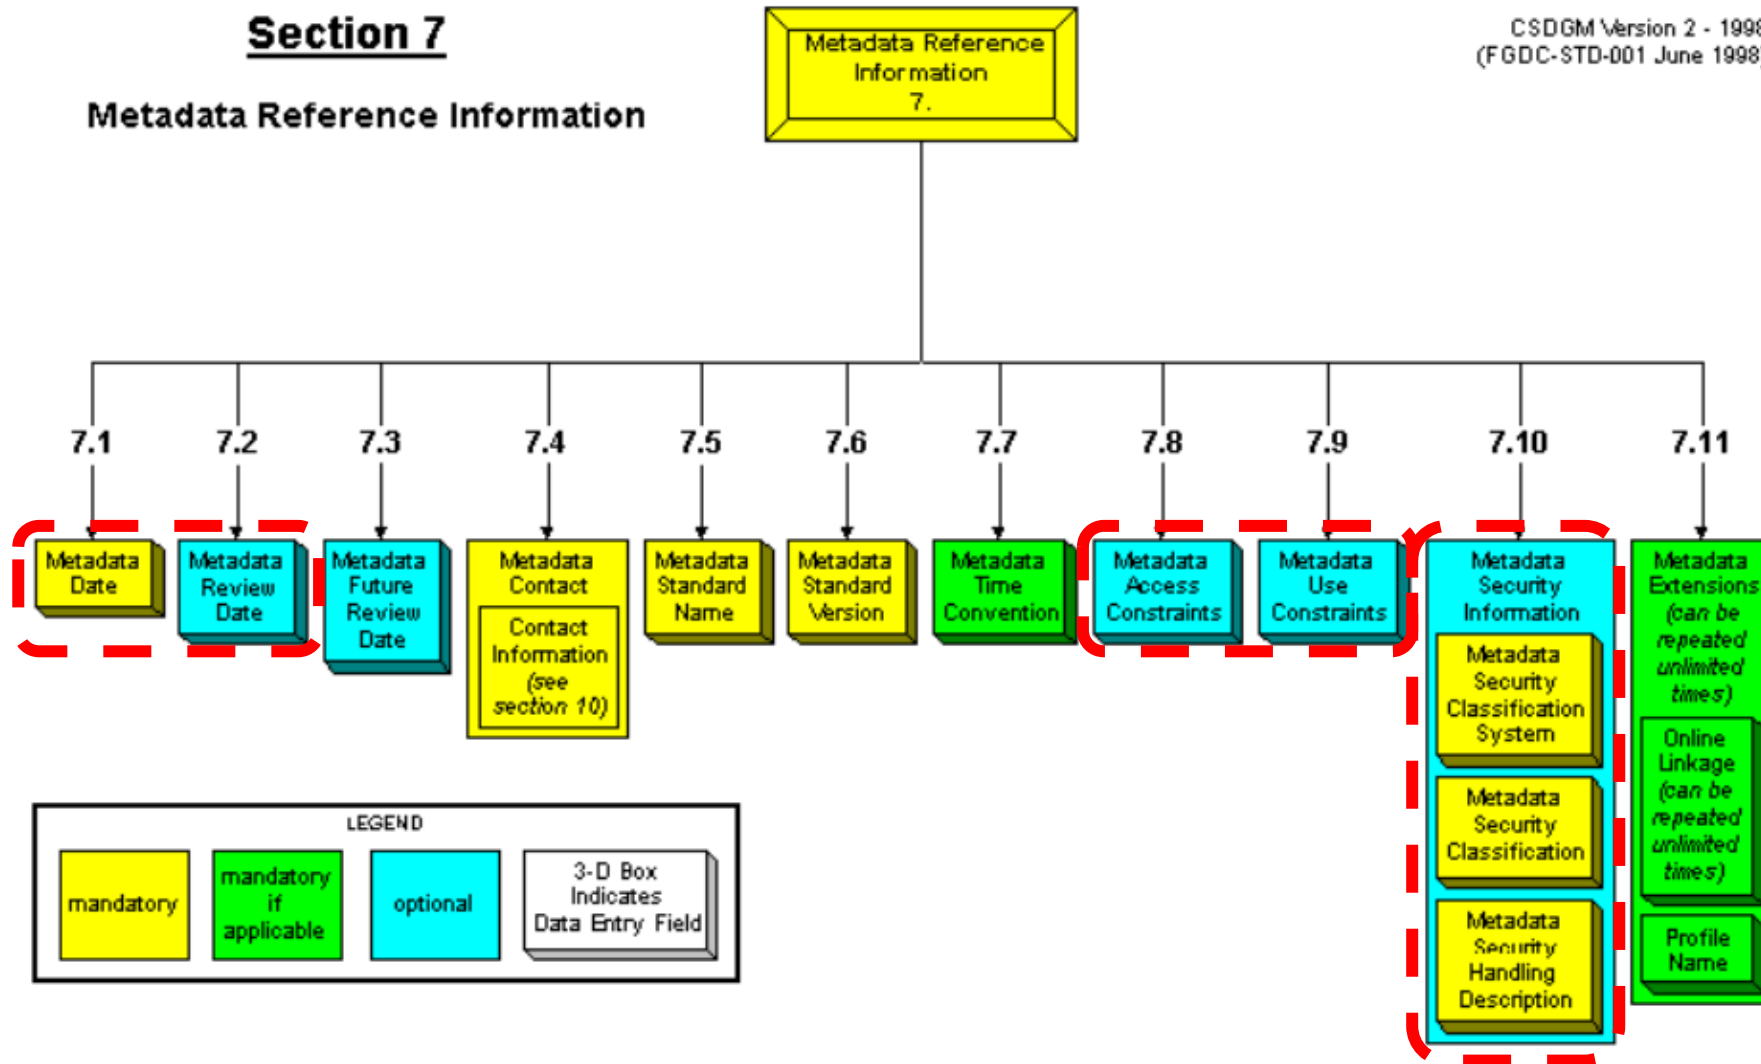 Section 7
Metadata Reference Information
Metadata Reference
Information
7.
CSDGM Version 2 - 1998
(FGDC-STD-001 June 1998)
7.1
7.2
7.3
7.4
7.5
7.6
7.7
7.8
7.9
7.10
7.11
Metadata
Date
Metadata
Review
Date
Metadata
Future
Review
Date
Metadata
Contact
Contact
Information
(see
section 10)
Metadata
Standard
Name
Metadata
Standard
Version
Metadata
Time
Convention
Metadata
Access
Constraints
Metadata
Use
Constraints
Metadata
Security
Information
Metadata
Security
Classification
System
Metadata
Security
Classification
Metadata
Security
Handling
Description
Metadata
Extensions
(can be
repeated
unlimited
times)
Online
Linkage
(can be
repeated
unlimited
times)
Profile
Name
LEGEND
mandatory
mandatory
if
applicable
optional
3-D Box
Indicates
Data Entry Field